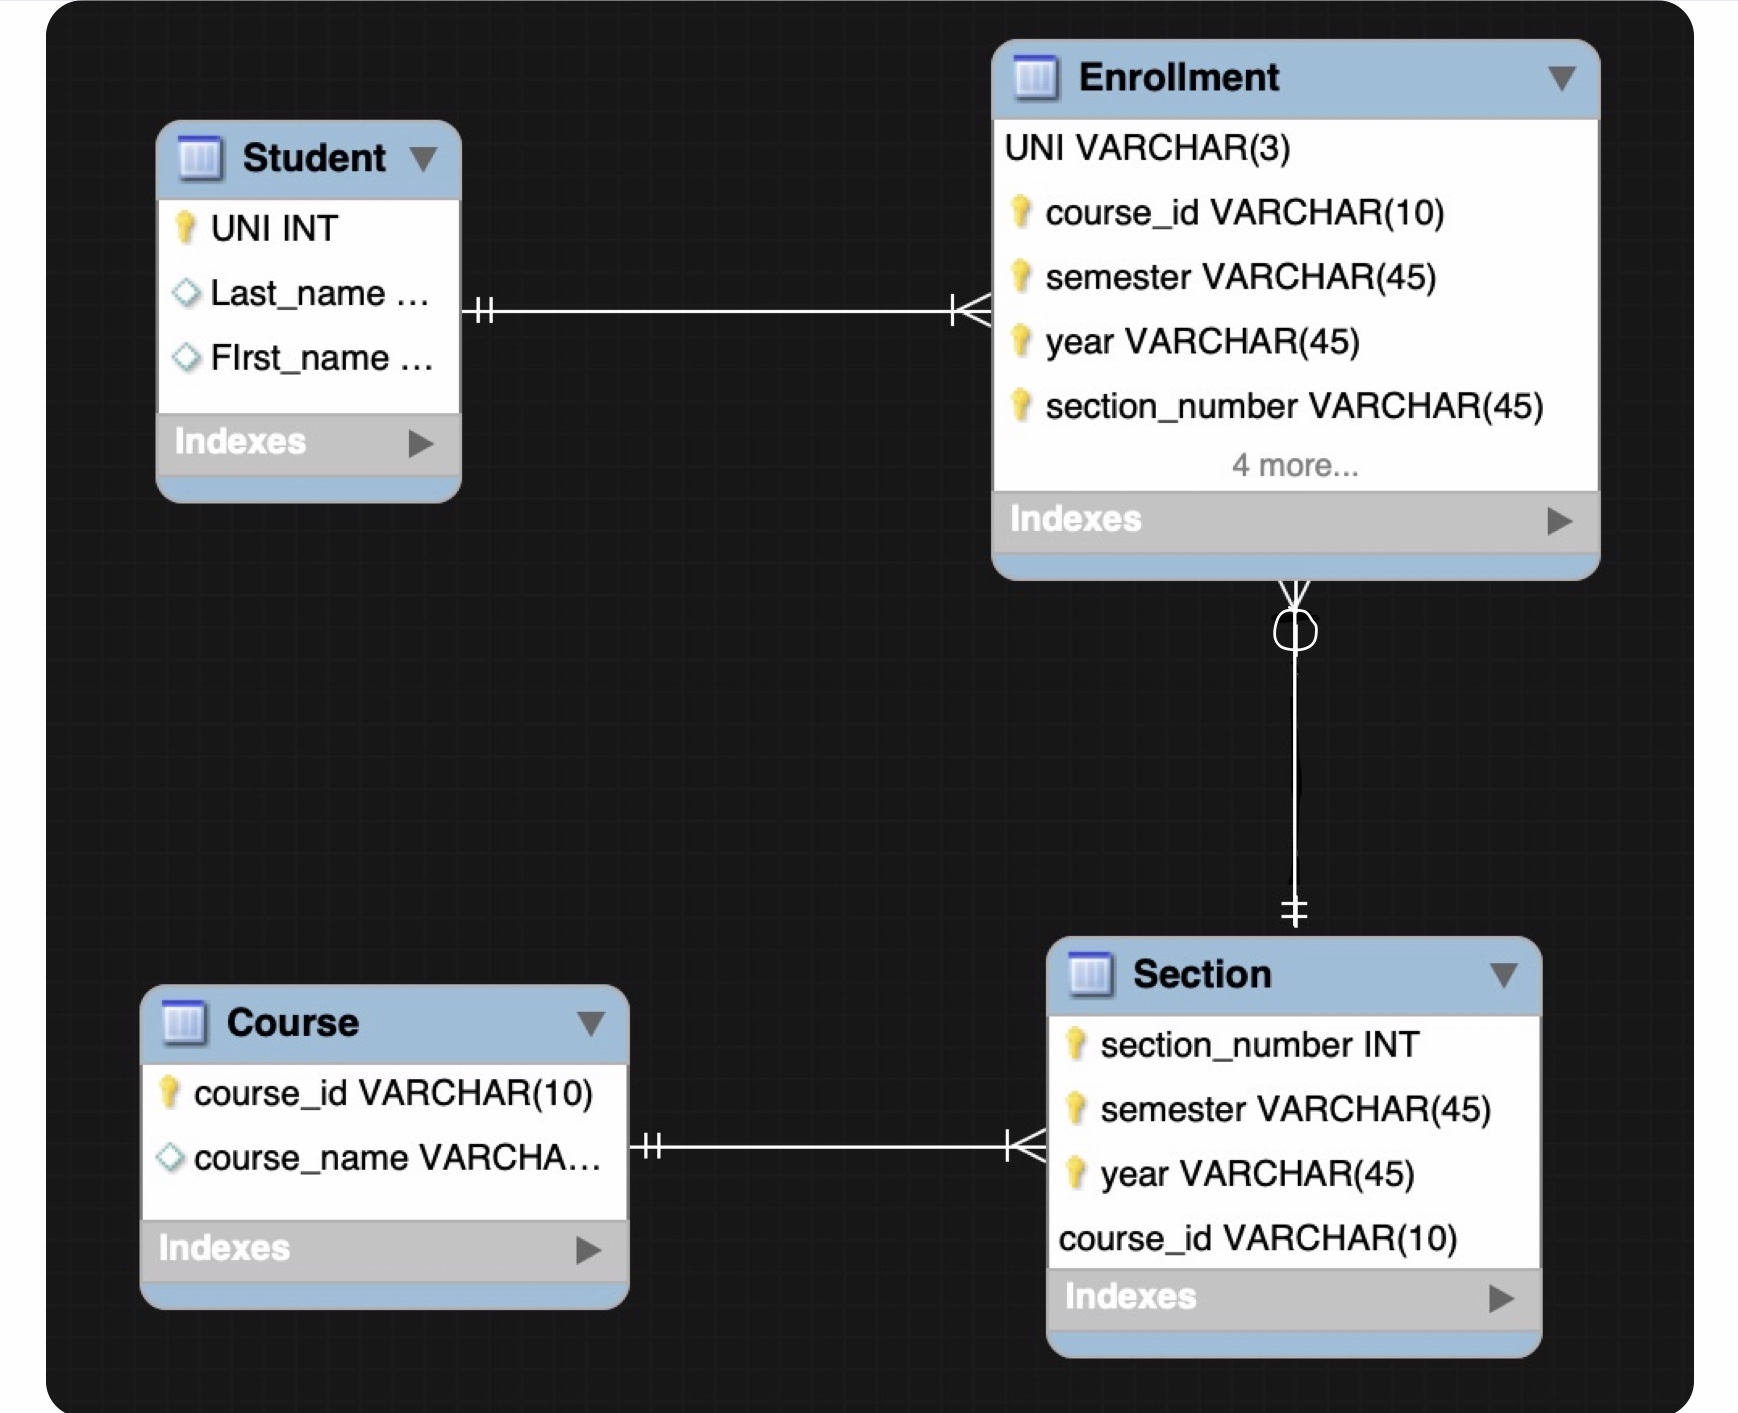 Student
UNI INT
Last_name ...
FIrst_name ...
Indexes
Enrollment
UNI VARCHAR(3)
course_id VARCHAR(10)
semester VARCHAR(45)
year VARCHAR(45)
section_number VARCHAR(45)
4 more...
Indexes
Course
course_id VARCHAR(10)
course_name VARCHA...
Indexes
Section
section_number INT
semester VARCHAR(45)
year VARCHAR(45)
course_id VARCHAR(10)
Indexes